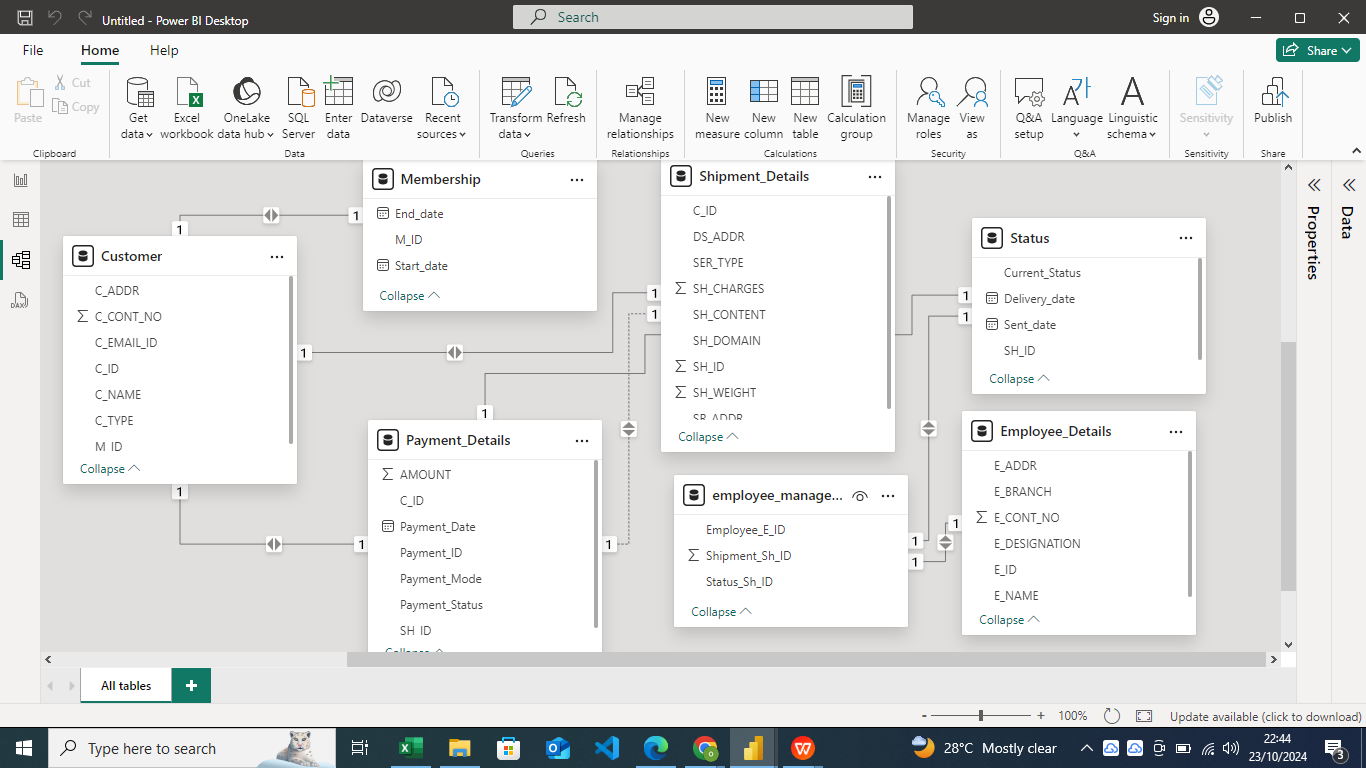 Untitled - Power BI Desktop
Search
Sign in
File
Home
Help
Share
Paste
Cut
Copy
Clipboard
Get data
Excel workbook
OneLake data hub
SQL Server
Enter data
Dataverse
Recent sources
Data
Transform data
Refresh
Queries
Manage relationships
Relationships
New measure
New column
New table
Calculation group
Calculations
Manage roles
View as
Security
Q&A setup
Language
Linguistic schema
Q&A
Sensitivity
Sensitivity
Publish
Share
Membership
End_date
M_ID
Start_date
Collapse
1
1
Customer
C_ADDR
C_CONT_NO
C_EMAIL_ID
C_ID
C_NAME
C_TYPE
M_ID
Collapse
1
1
1
Shipment_Details
C_ID
DS_ADDR
SER_TYPE
SH_CHARGES
SH_CONTENT
SH_DOMAIN
SH_ID
SH_WEIGHT
SR_ADDR
Collapse
1
1
Status
Current_Status
Delivery_date
Sent_date
SH_ID
Collapse
1
1
Payment_Details
AMOUNT
C_ID
Payment_Date
Payment_ID
Payment_Mode
Payment_Status
SH_ID
Collapse
1
1
1
employee_manage...
Employee_E_ID
Shipment_Sh_ID
Status_Sh_ID
Collapse
1
1
1
Employee_Details
E_ADDR
E_BRANCH
E_CONT_NO
E_DESIGNATION
E_ID
E_NAME
Collapse
Properties
Data
DAX
All tables
+
- + 100%
Update available (click to download)
Type here to search
28°C Mostly clear
22:44
23/10/2024
3